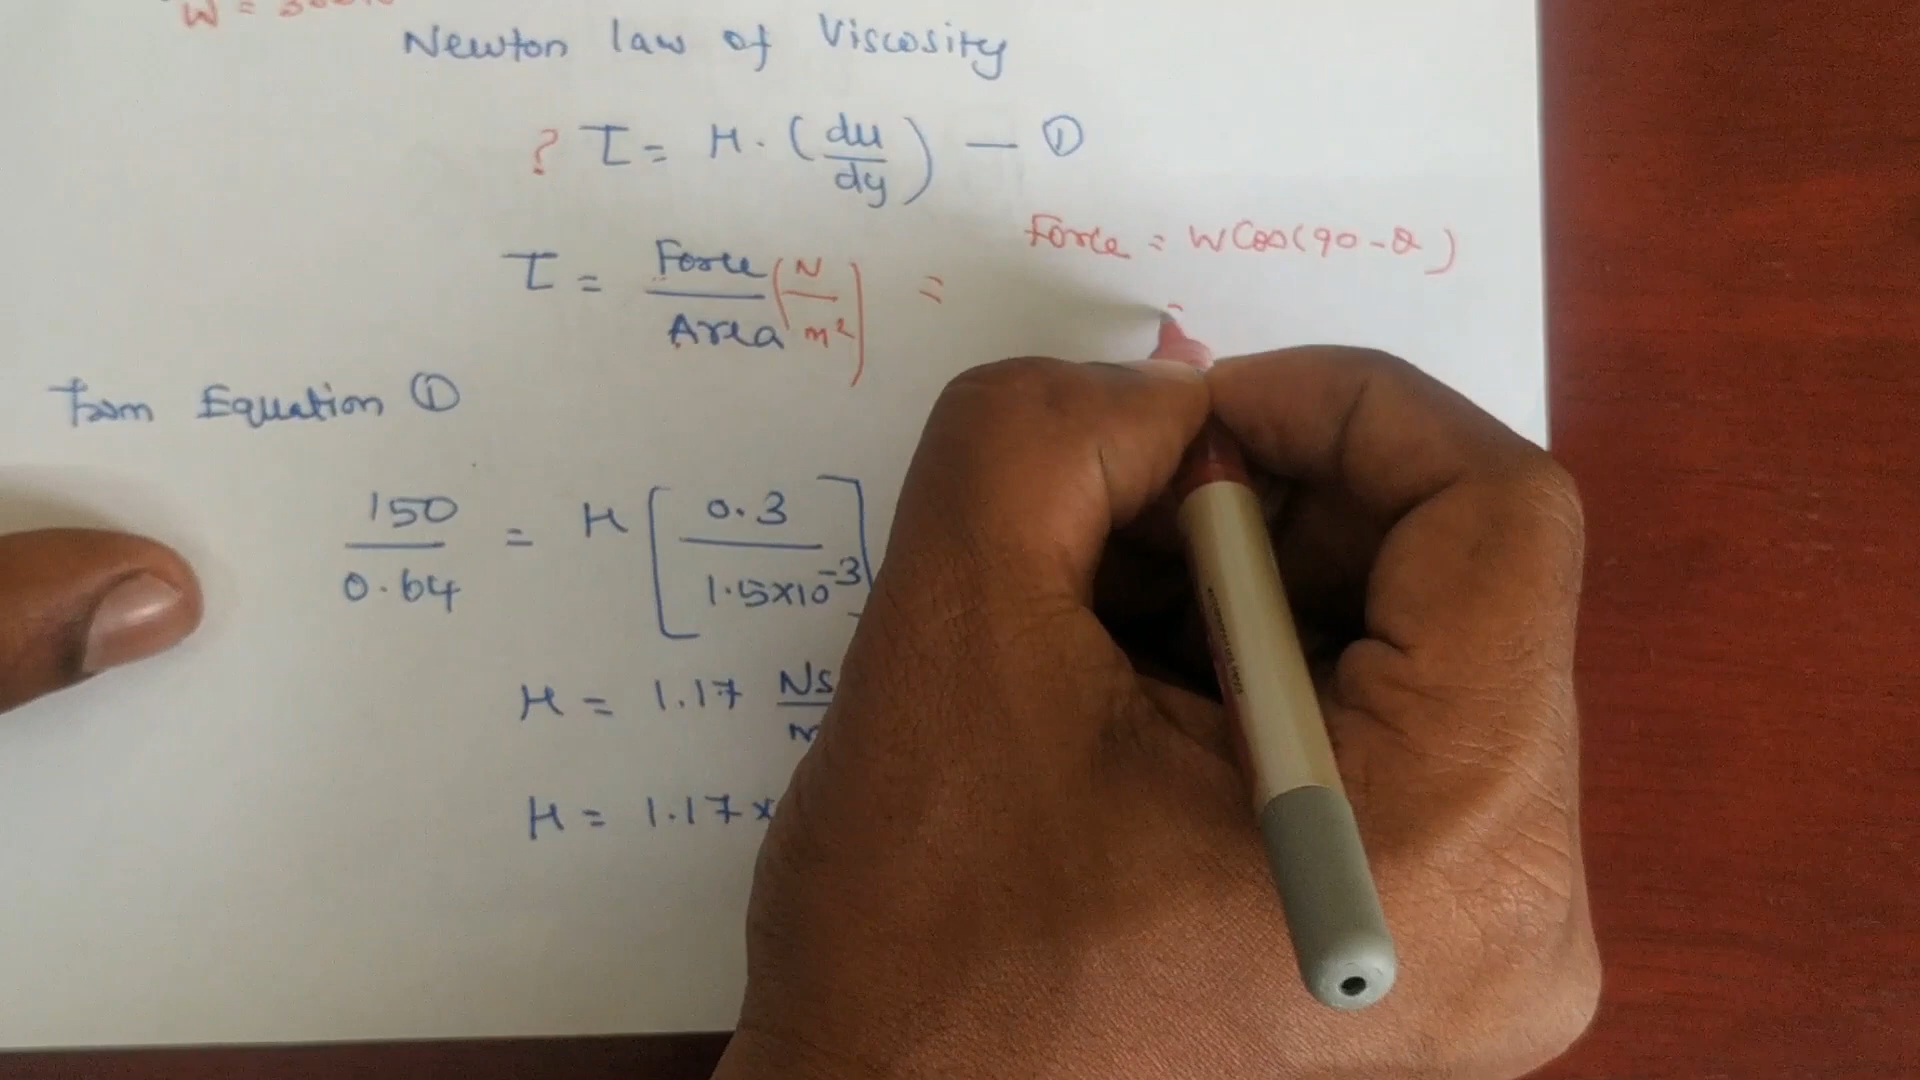 W =
Newton law of Viscosity
? τ = μ. (du/dy) — ①
Force = W Cos(90-θ)
τ = Force/Area (N/m²) =
From Equation ①
150/0.64 = μ [0.3/1.5×10⁻³]
μ = 1.17 Ns
μ = 1.17×